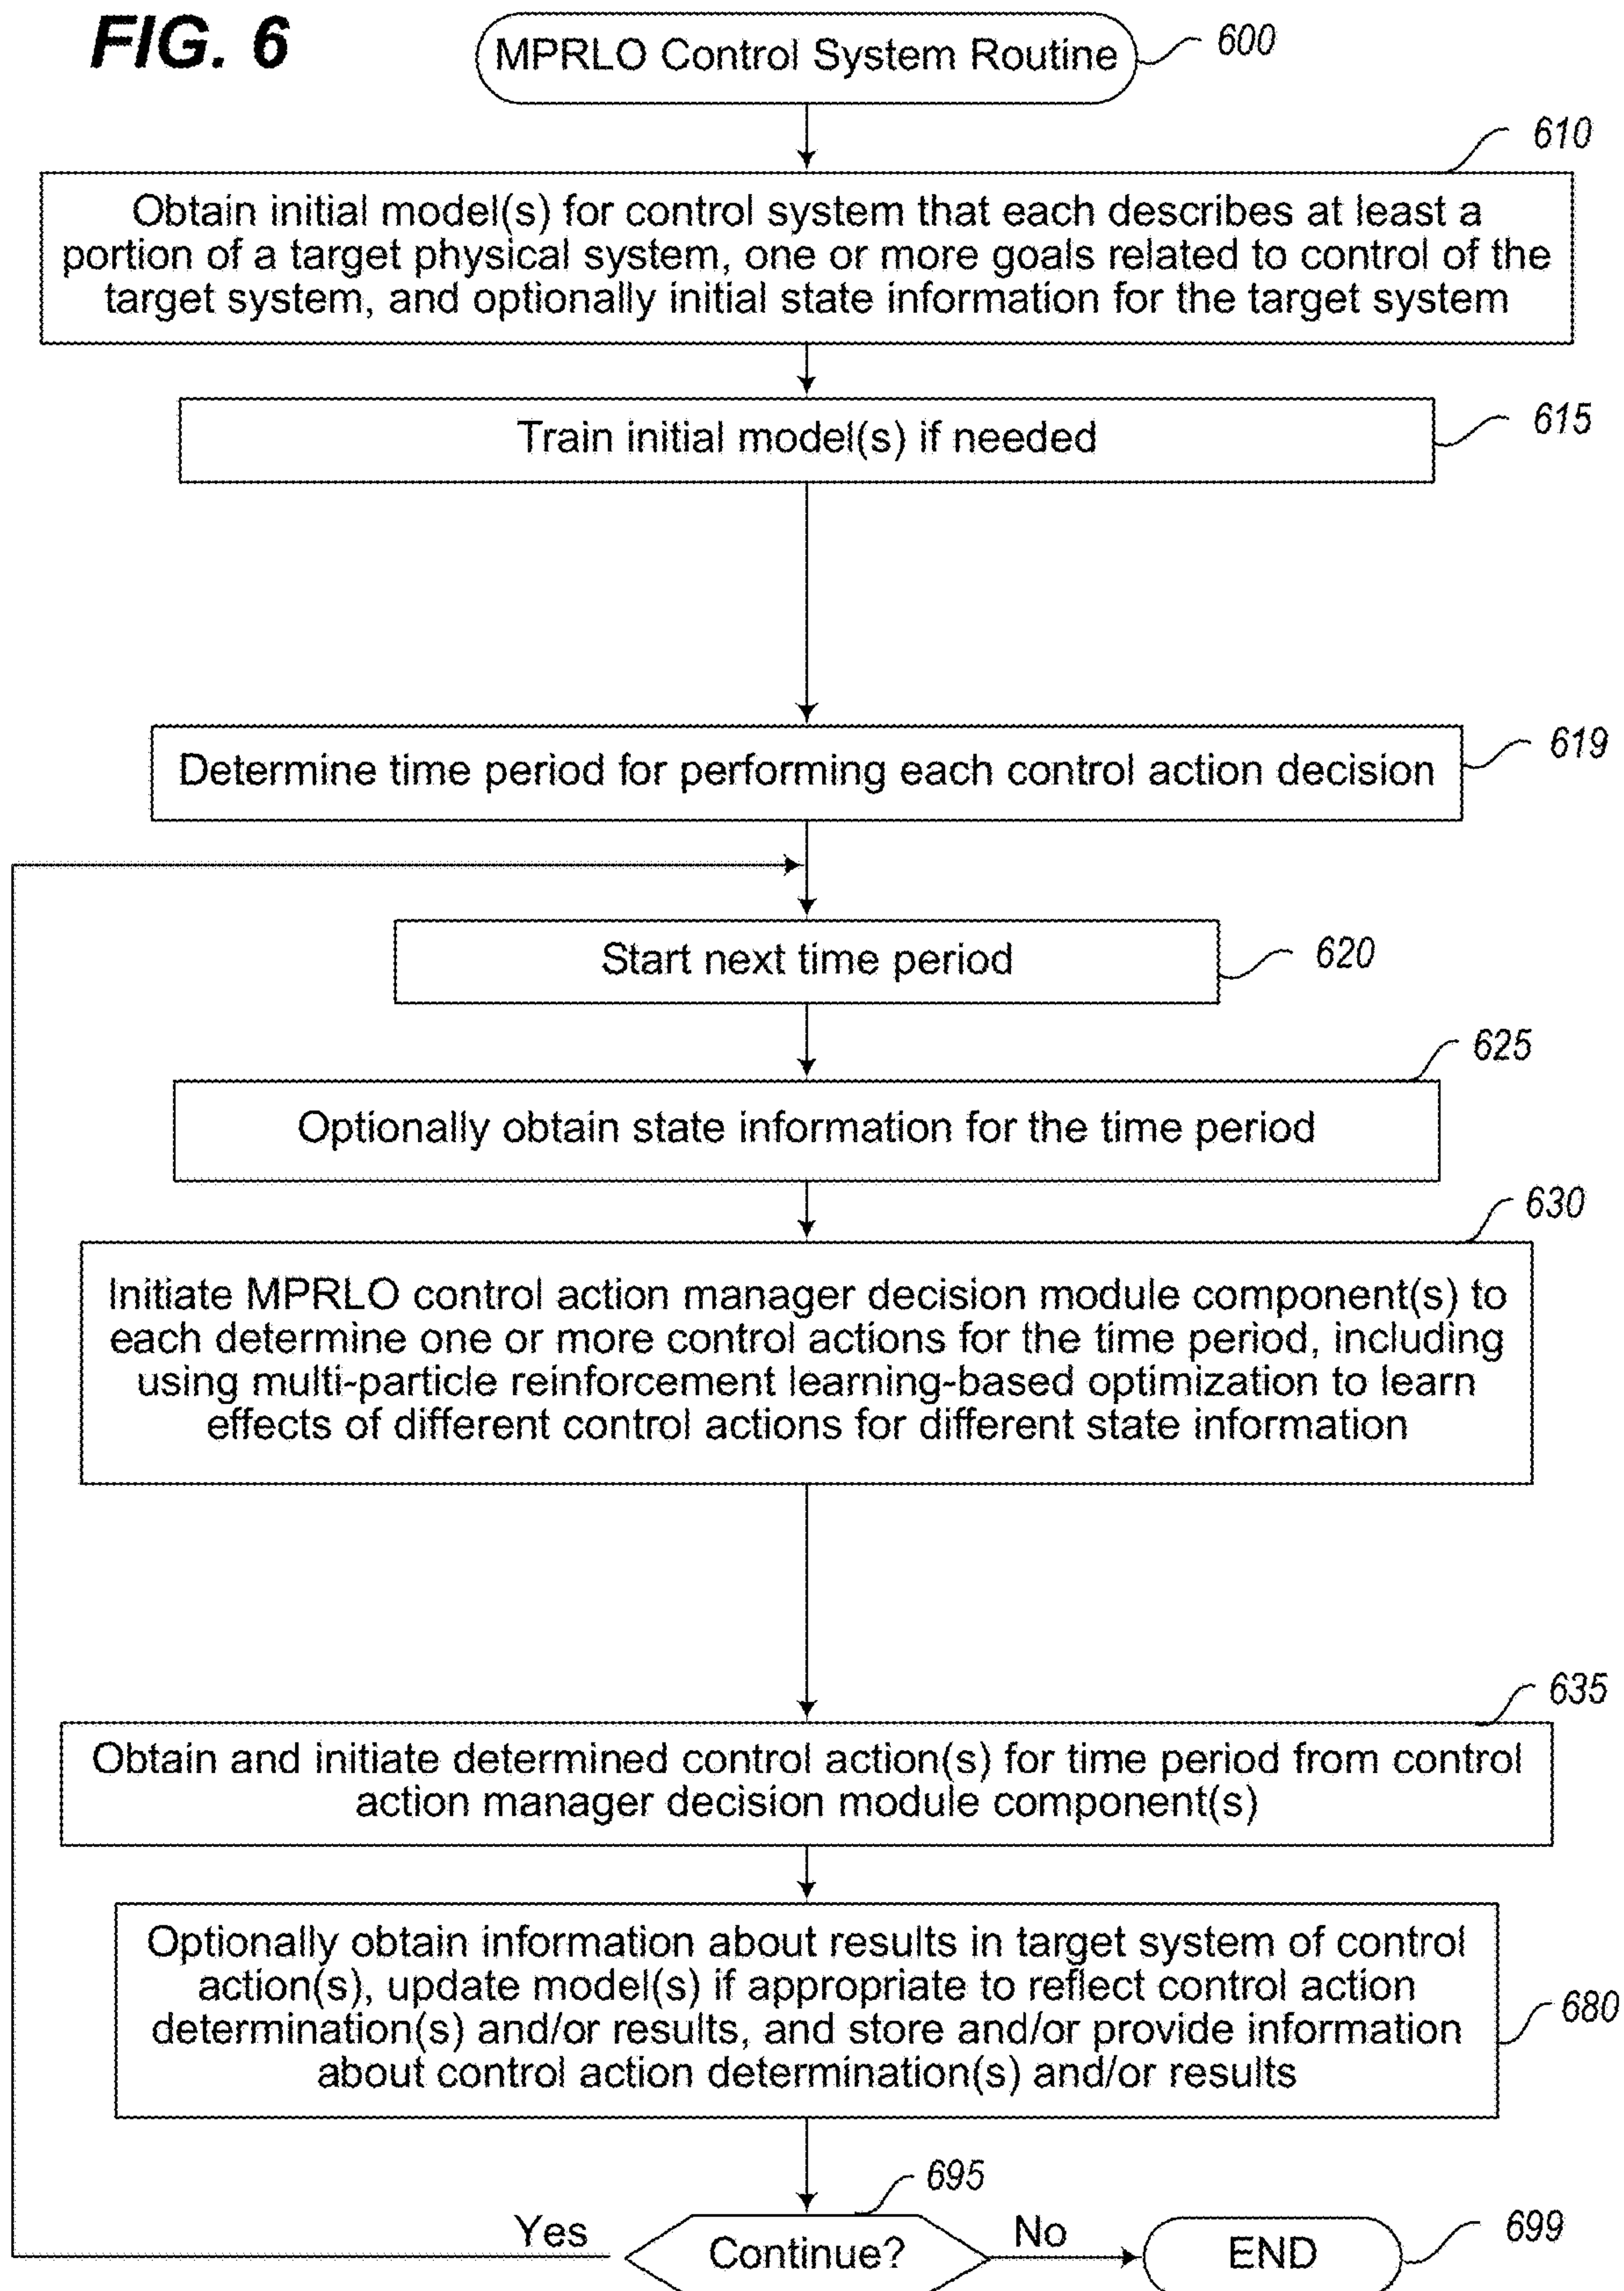 FIG. 6
MPRLO Control System Routine
600
610
Obtain initial model(s) for control system that each describes at least a
portion of a target physical system, one or more goals related to control of the
target system, and optionally initial state information for the target system
Train initial model(s) if needed
615
Determine time period for performing each control action decision
619
Start next time period
620
625
Optionally obtain state information for the time period
630
Initiate MPRLO control action manager decision module component(s) to
each determine one or more control actions for the time period, including
using multi-particle reinforcement learning-based optimization to learn
effects of different control actions for different state information
635
Obtain and initiate determined control action(s) for time period from control
action manager decision module component(s)
Optionally obtain information about results in target system of control
action(s), update model(s) if appropriate to reflect control action
determination(s) and/or results, and store and/or provide information
about control action determination(s) and/or results
680
695
Yes
Continue?
No
END
699